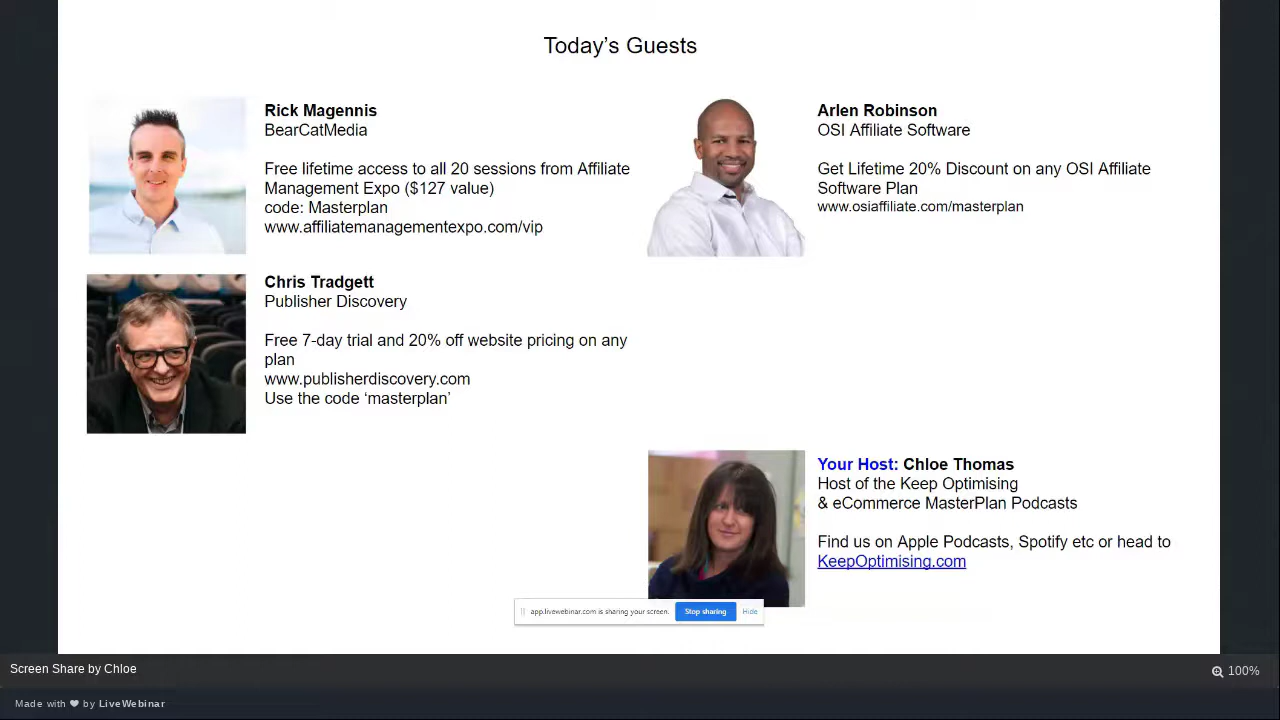 Today’s Guests
Rick Magennis
BearCatMedia
Free lifetime access to all 20 sessions from Affiliate
Management Expo ($127 value)
code: Masterplan
www.affiliatemanagementexpo.com/vip
Arlen Robinson
OSI Affiliate Software
Get Lifetime 20% Discount on any OSI Affiliate
Software Plan
www.osiaffiliate.com/masterplan
Chris Tradgett
Publisher Discovery
Free 7-day trial and 20% off website pricing on any
plan
www.publisherdiscovery.com
Use the code ‘masterplan’
Your Host: Chloe Thomas
Host of the Keep Optimising
& eCommerce MasterPlan Podcasts
Find us on Apple Podcasts, Spotify etc or head to
KeepOptimising.com
app.livewebinar.com is sharing your screen. Stop sharing Hide
Screen Share by Chloe
100%
Made with ❤ by LiveWebinar